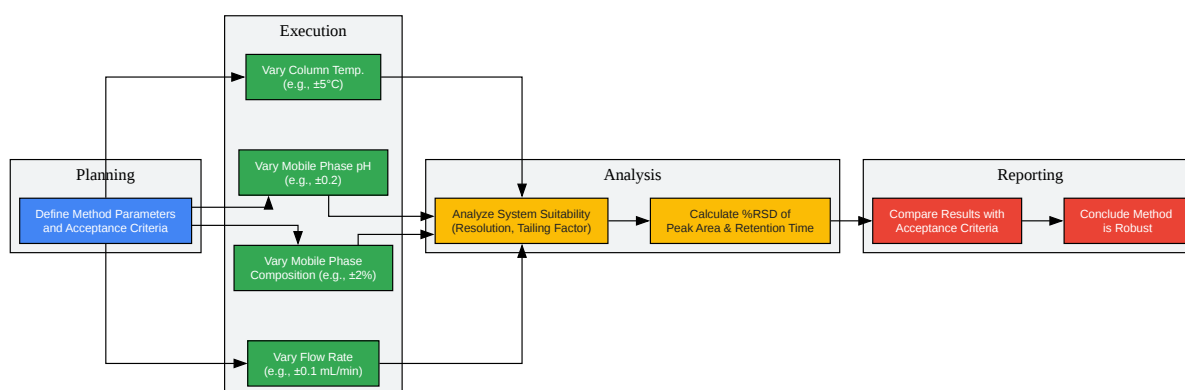 Execution
Vary Column Temp.
(e.g., ±5°C)
Vary Mobile Phase pH
(e.g., ±0.2)
Vary Mobile Phase
Composition (e.g., ±2%)
Vary Flow Rate
(e.g., ±0.1 mL/min)
Planning
Define Method Parameters
and Acceptance Criteria
Analysis
Analyze System Suitability
(Resolution, Tailing Factor)
Calculate %RSD of
Peak Area & Retention Time
Reporting
Compare Results with
Acceptance Criteria
Conclude Method
is Robust